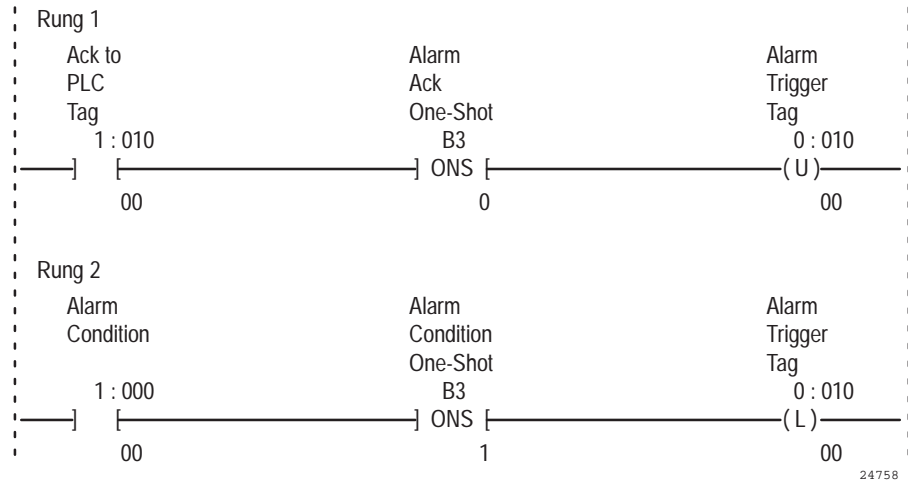 Rung 1
Ack to Alarm Alarm
PLC Ack Trigger
Tag One-Shot Tag
1 : 010 B3 0 : 010
] [ ] ONS [ ( U )
00 0 00
Rung 2
Alarm Alarm Alarm
Condition Condition Trigger
One-Shot Tag
1 : 000 B3 0 : 010
] [ ] ONS [ ( L )
00 1 00
24758